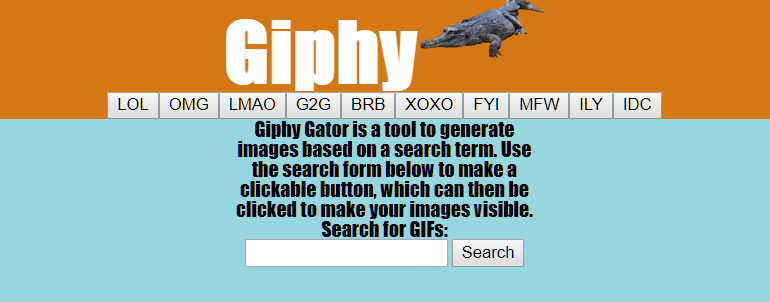 Giphy
LOL OMG LMAO G2G BRB XOXO FYI MFW ILY IDC
Giphy Gator is a tool to generate
images based on a search term. Use
the search form below to make a
clickable button, which can then be
clicked to make your images visible.
Search for GIFs:
Search